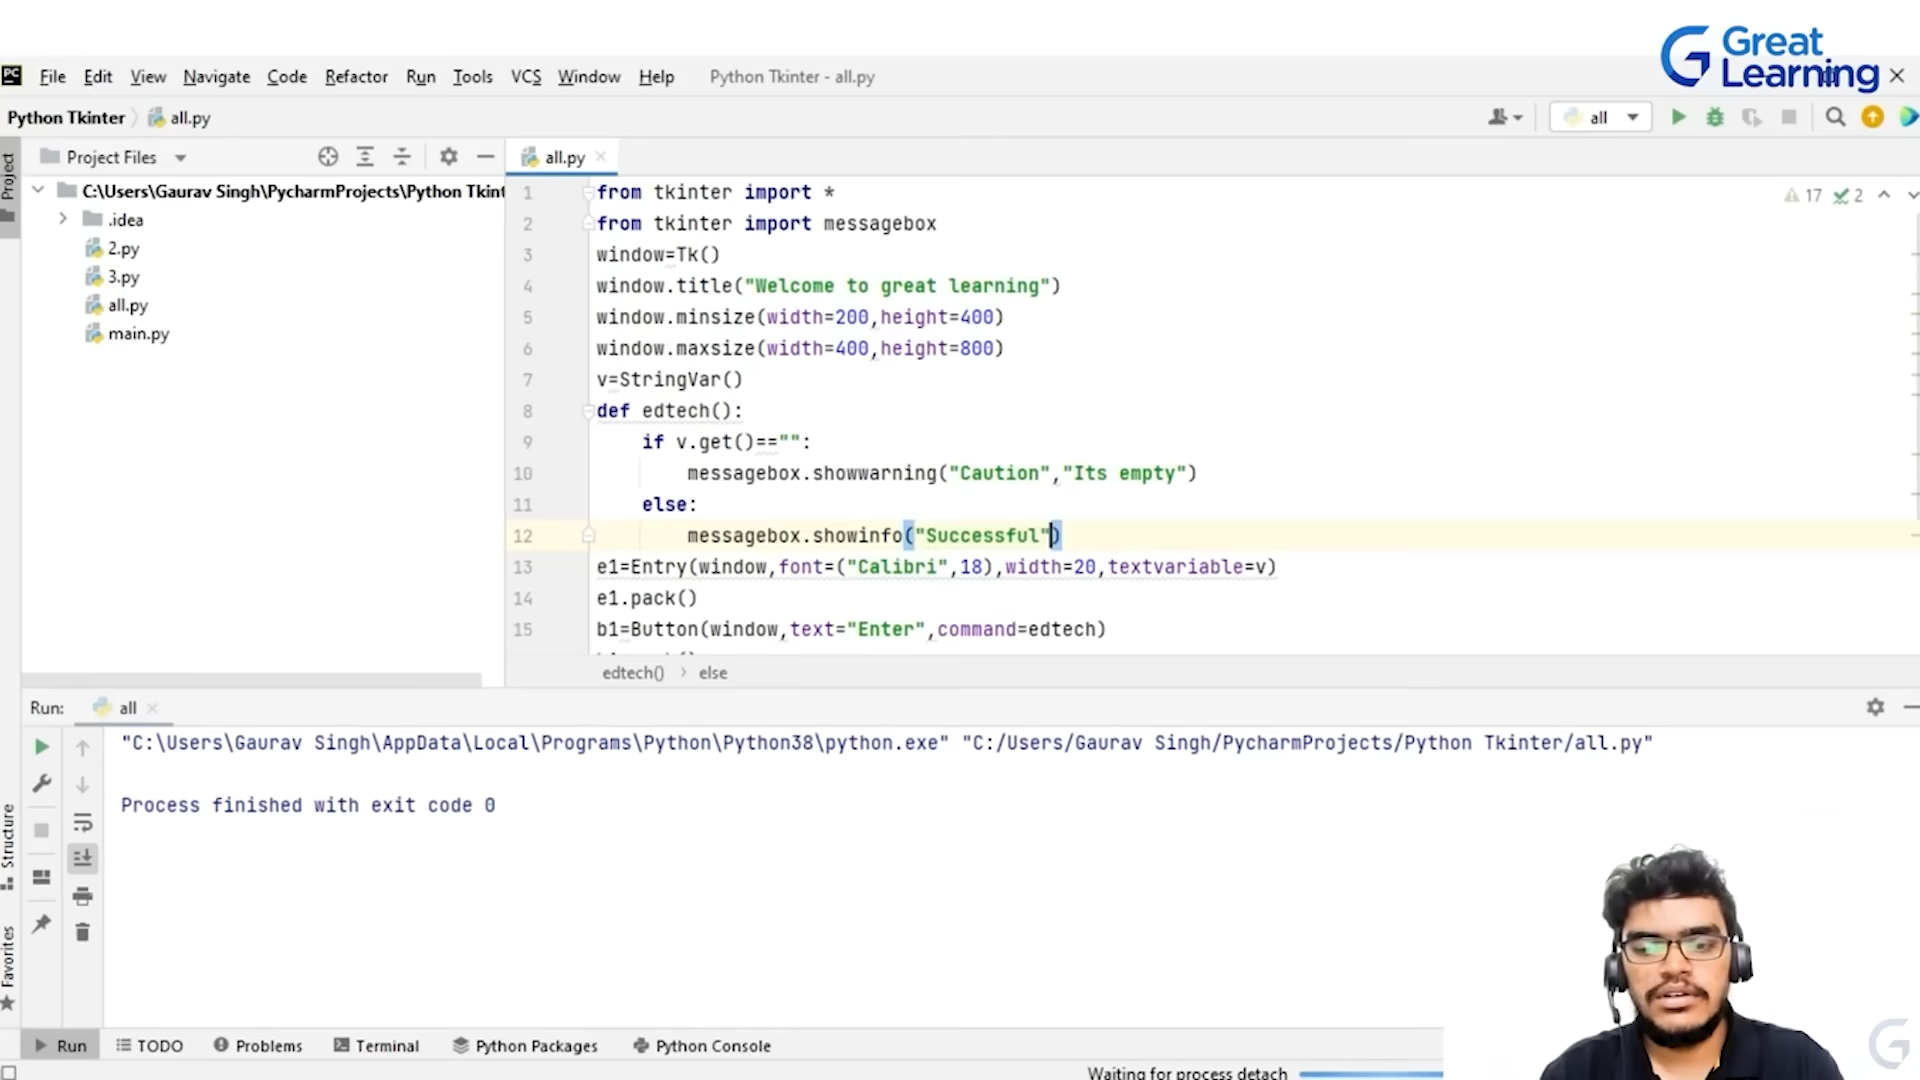 Great
Learning
File Edit View Navigate Code Refactor Run Tools VCS Window Help Python Tkinter - all.py
Python Tkinter all.py all
Project Project Files all.py
C:\Users\Gaurav Singh\PycharmProjects\Python Tkint
.idea
2.py
3.py
all.py
main.py
17 2
1 from tkinter import *
2 from tkinter import messagebox
3 window=Tk()
4 window.title("Welcome to great learning")
5 window.minsize(width=200,height=400)
6 window.maxsize(width=400,height=800)
7 v=StringVar()
8 def edtech():
9 if v.get()=="":
10 messagebox.showwarning("Caution","Its empty")
11 else:
12 messagebox.showinfo("Successful")
13 e1=Entry(window,font=("Calibri",18),width=20,textvariable=v)
14 e1.pack()
15 b1=Button(window,text="Enter",command=edtech)
edtech() else
Run: all
"C:\Users\Gaurav Singh\AppData\Local\Programs\Python\Python38\python.exe" "C:/Users/Gaurav Singh/PycharmProjects/Python Tkinter/all.py"
Process finished with exit code 0
Structure
Favorites
Run TODO Problems Terminal Python Packages Python Console
Waiting for process detach